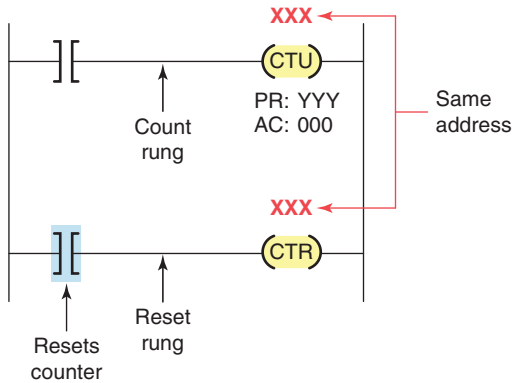 XXX
CTU
PR: YYY
AC: 000
Count
rung
Same
address
XXX
CTR
Resets
counter
Reset
rung